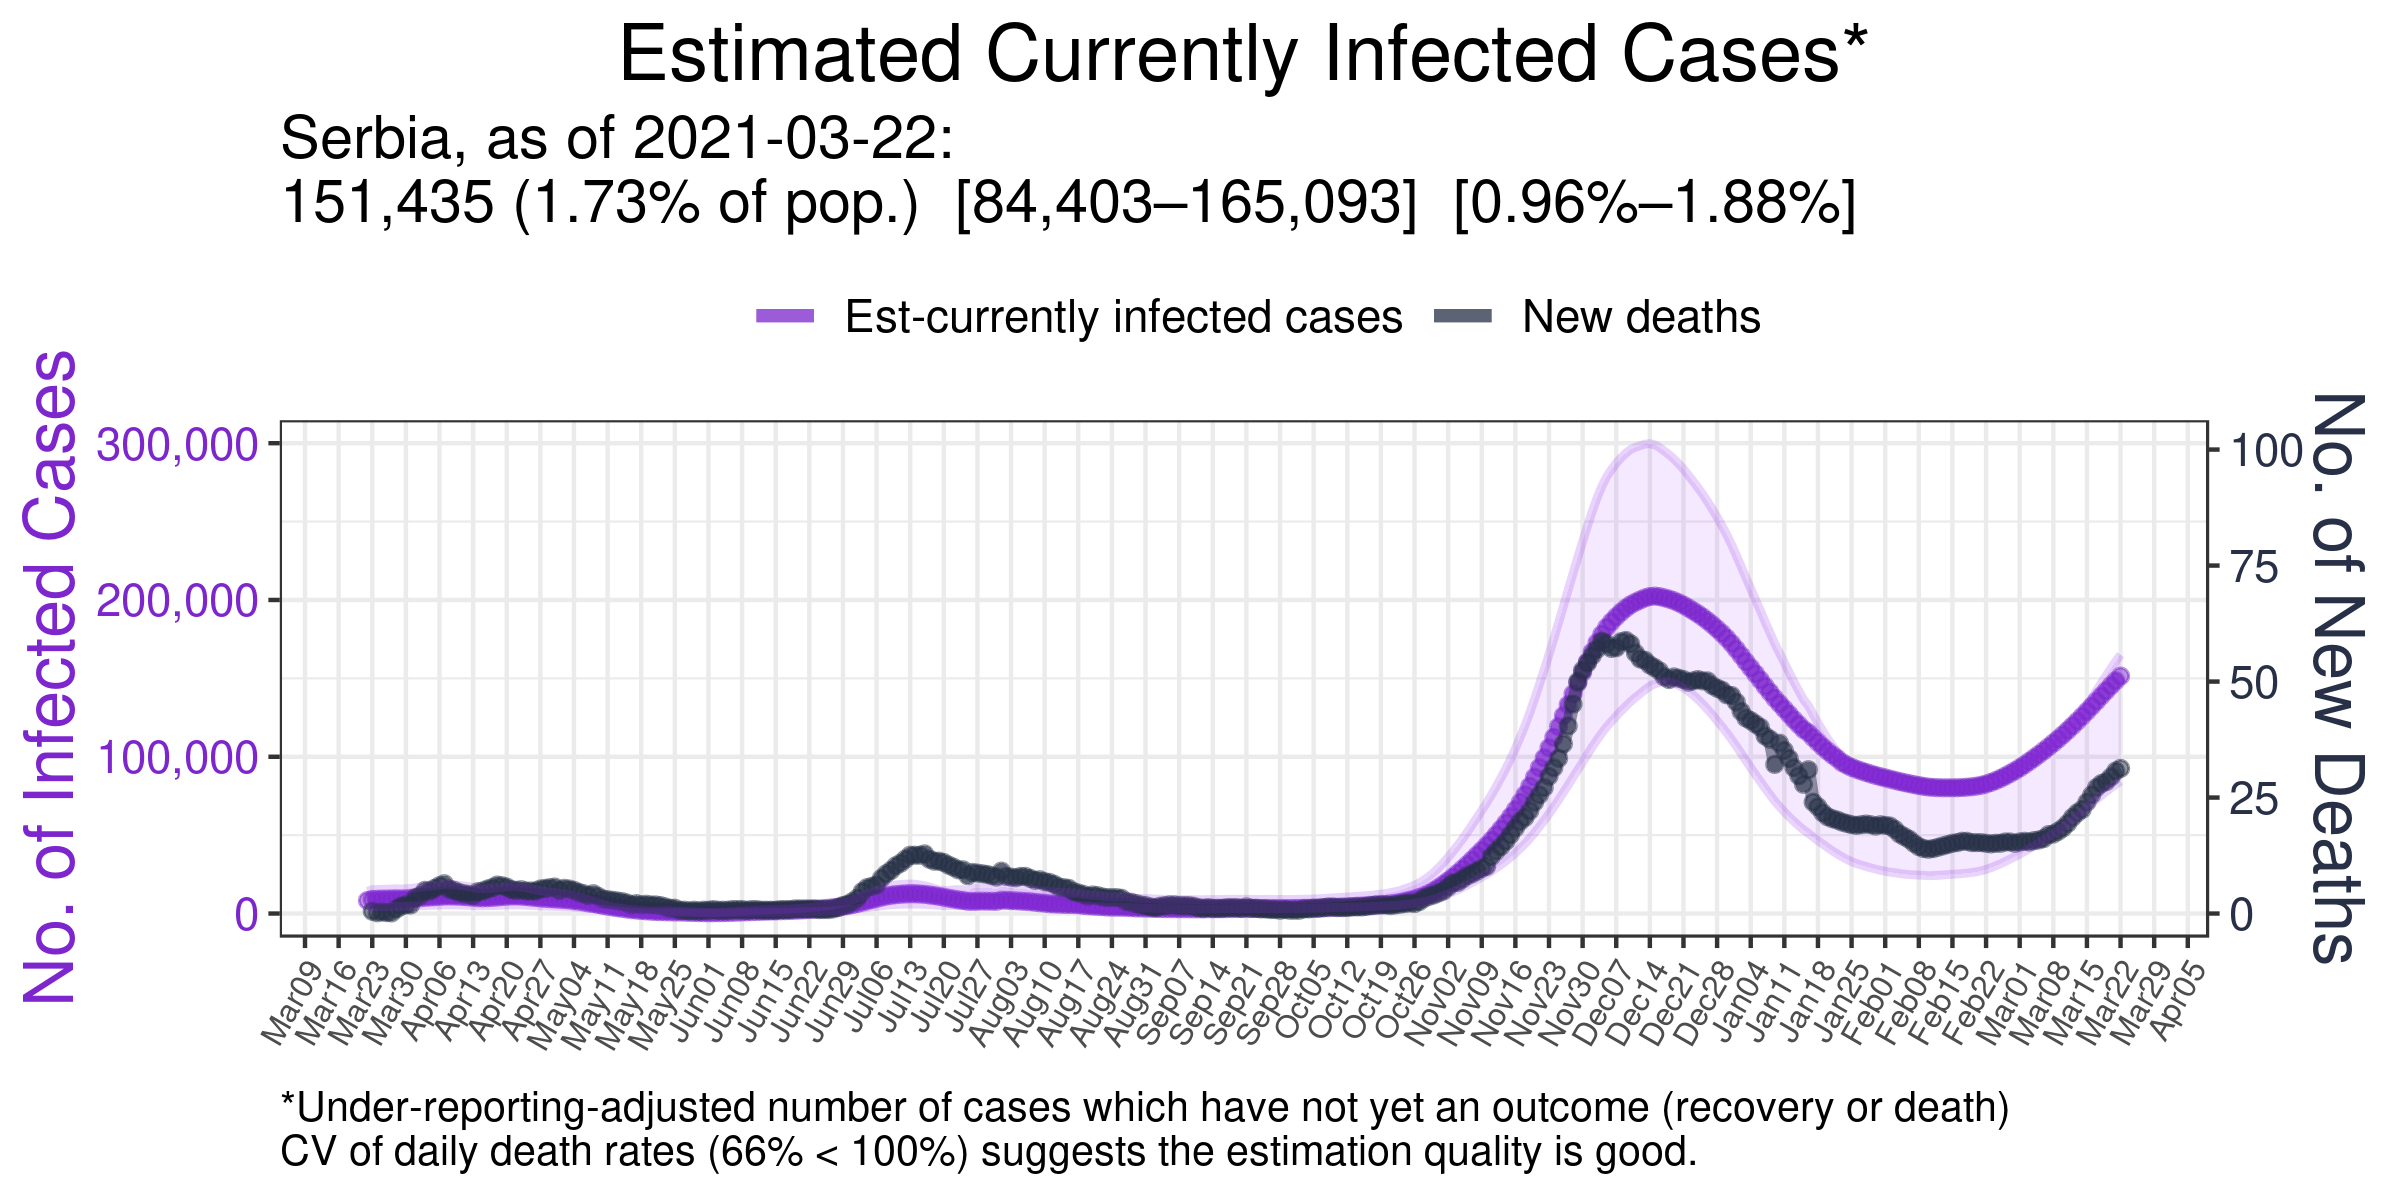 Estimated Currently Infected Cases*
Serbia, as of 2021-03-22:
151,435 (1.73% of pop.)  [84,403–165,093]  [0.96%–1.88%]
Est-currently infected cases
New deaths
No. of Infected Cases
300,000
200,000
100,000
0
No. of New Deaths
100
75
50
25
0
Mar09
Mar16
Mar23
Mar30
Apr06
Apr13
Apr20
Apr27
May04
May11
May18
May25
Jun01
Jun08
Jun15
Jun22
Jun29
Jul06
Jul13
Jul20
Jul27
Aug03
Aug10
Aug17
Aug24
Aug31
Sep07
Sep14
Sep21
Sep28
Oct05
Oct12
Oct19
Oct26
Nov02
Nov09
Nov16
Nov23
Nov30
Dec07
Dec14
Dec21
Dec28
Jan04
Jan11
Jan18
Jan25
Feb01
Feb08
Feb15
Feb22
Mar01
Mar08
Mar15
Mar22
Mar29
Apr05
*Under-reporting-adjusted number of cases which have not yet an outcome (recovery or death)
CV of daily death rates (66% < 100%) suggests the estimation quality is good.